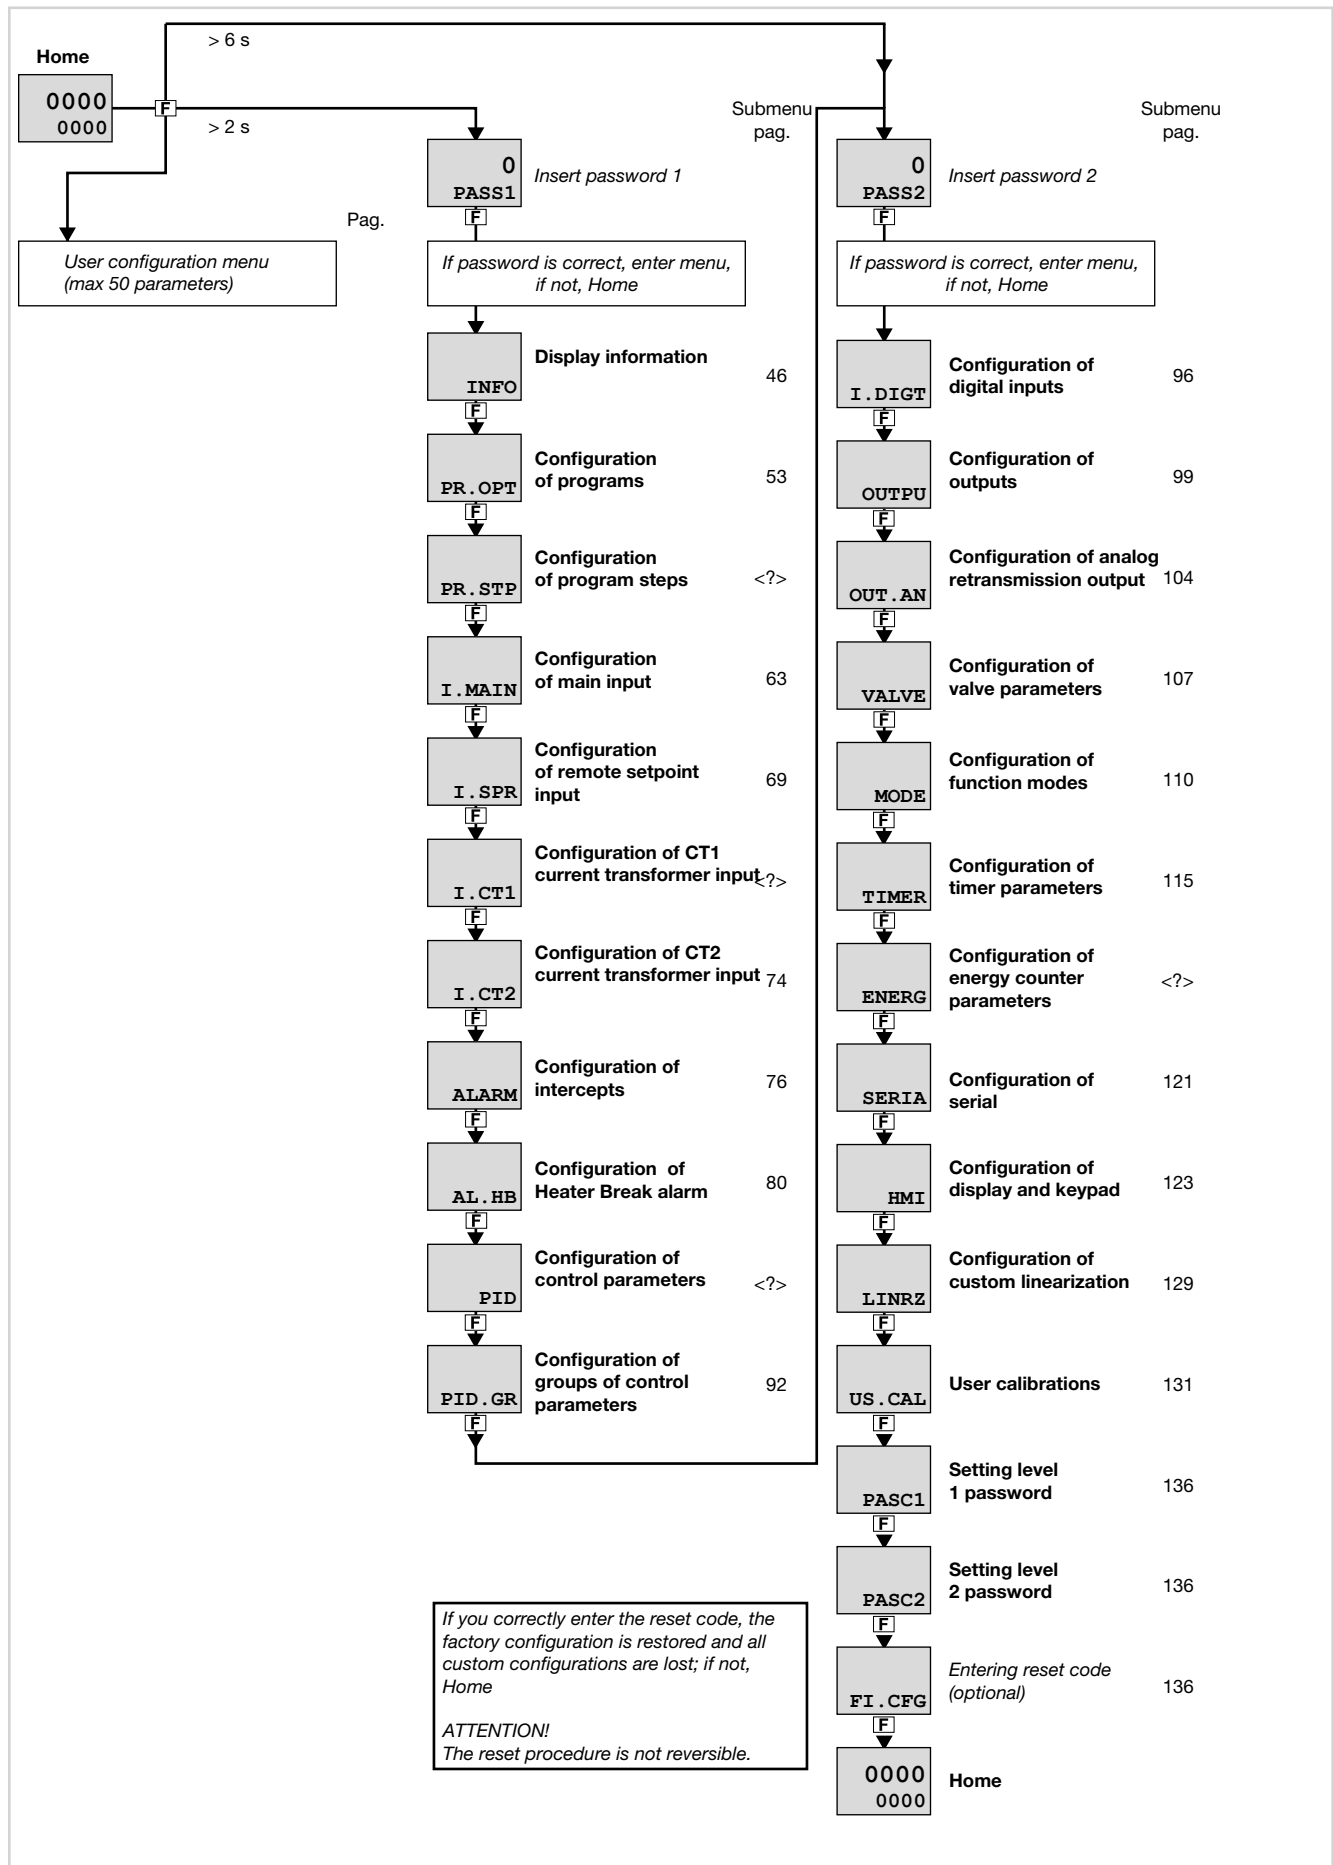 Home
0000
0000
F
> 6 s
> 2 s
Pag.
User configuration menu
(max 50 parameters)
Submenu
pag.
0
PASS1
Insert password 1
F
If password is correct, enter menu,
if not, Home
INFO
Display information
46
F
PR.OPT
Configuration
of programs
53
F
PR.STP
Configuration
of program steps
<?>
F
I.MAIN
Configuration
of main input
63
F
I.SPR
Configuration
of remote setpoint
input
69
F
I.CT1
Configuration of CT1
current transformer input
<?>
F
I.CT2
Configuration of CT2
current transformer input
74
F
ALARM
Configuration of
intercepts
76
F
AL.HB
Configuration of
Heater Break alarm
80
F
PID
Configuration of
control parameters
<?>
F
PID.GR
Configuration of
groups of control
parameters
92
F
Submenu
pag.
0
PASS2
Insert password 2
F
If password is correct, enter menu,
if not, Home
I.DIGT
Configuration of
digital inputs
96
F
OUTPU
Configuration of
outputs
99
F
OUT.AN
Configuration of analog
retransmission output
104
F
VALVE
Configuration of
valve parameters
107
F
MODE
Configuration of
function modes
110
F
TIMER
Configuration of
timer parameters
115
F
ENERG
Configuration of
energy counter
parameters
<?>
F
SERIA
Configuration of
serial
121
F
HMI
Configuration of
display and keypad
123
F
LINRZ
Configuration of
custom linearization
129
F
US.CAL
User calibrations
131
F
PASC1
Setting level
1 password
136
F
PASC2
Setting level
2 password
136
F
FI.CFG
Entering reset code
(optional)
136
F
0000
0000
Home
If you correctly enter the reset code, the
factory configuration is restored and all
custom configurations are lost; if not,
Home
ATTENTION!
The reset procedure is not reversible.